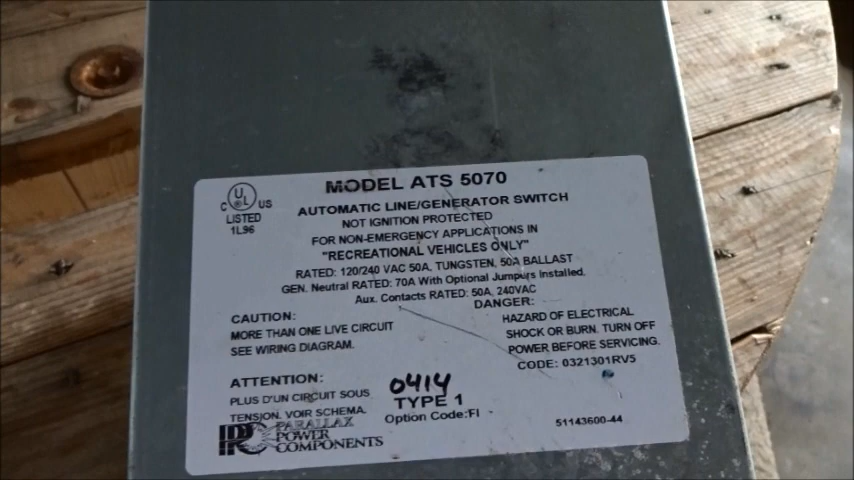 MODEL ATS 5070
C UL US
LISTED
1L96
AUTOMATIC LINE/GENERATOR SWITCH
NOT IGNITION PROTECTED
FOR NON-EMERGENCY APPLICATIONS IN
"RECREATIONAL VEHICLES ONLY"
RATED: 120/240 VAC 50A, TUNGSTEN, 50A BALLAST
GEN. Neutral RATED: 70A With Optional Jumpers Installed.
Aux. Contacts RATED: 50A, 240VAC
CAUTION:
MORE THAN ONE LIVE CIRCUIT
SEE WIRING DIAGRAM.
DANGER:
HAZARD OF ELECTRICAL
SHOCK OR BURN. TURN OFF
POWER BEFORE SERVICING.
CODE: 0321301RV5
ATTENTION:
PLUS D'UN CIRCUIT SOUS
TENSION. VOIR SCHEMA.
0414
TYPE 1
Option Code:FI
PPC PARALLAX
POWER
COMPONENTS
51143600-44